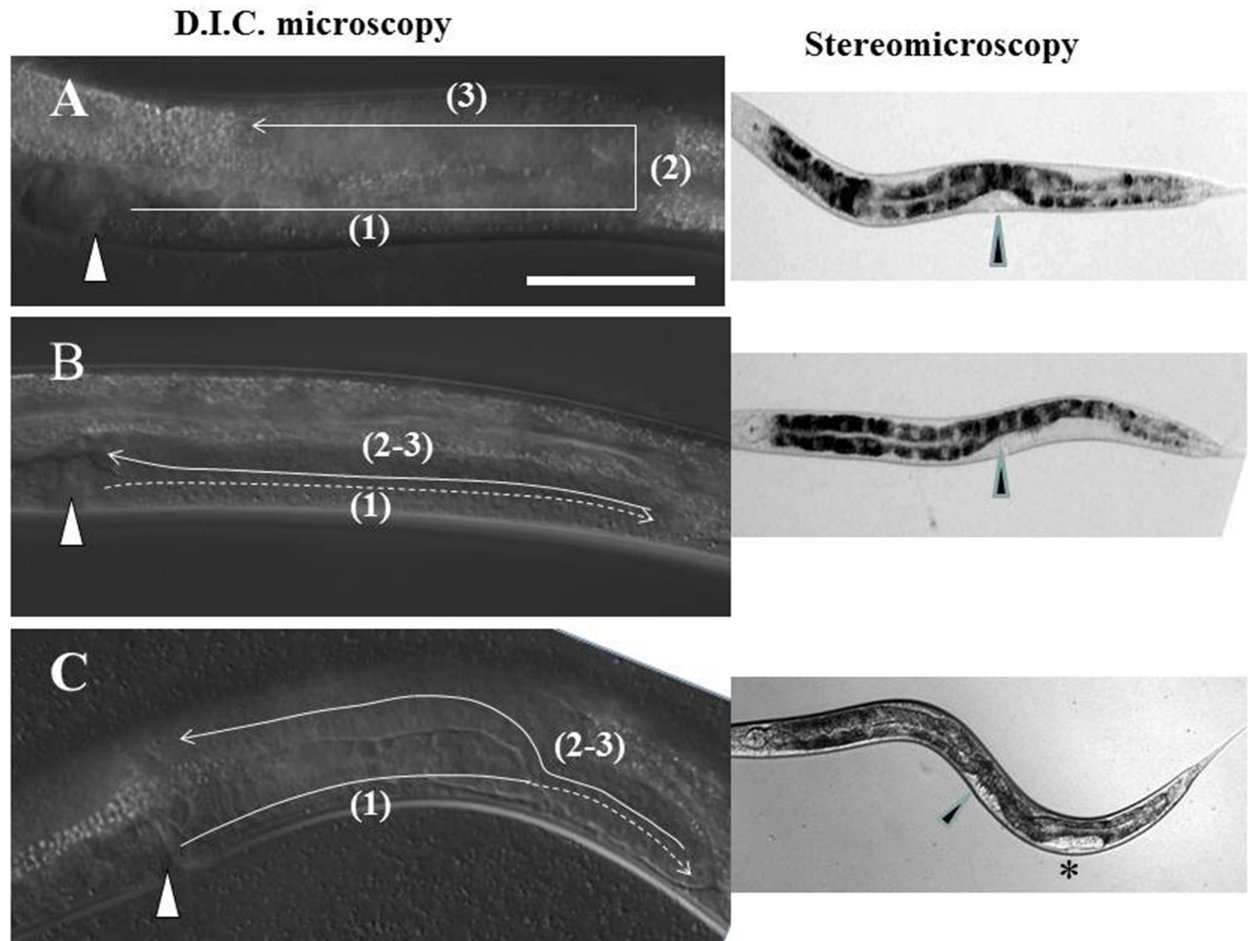 D.I.C. microscopy
Stereomicroscopy
A
(3)
(2)
(1)
B
(2-3)
(1)
C
(2-3)
(1)
*